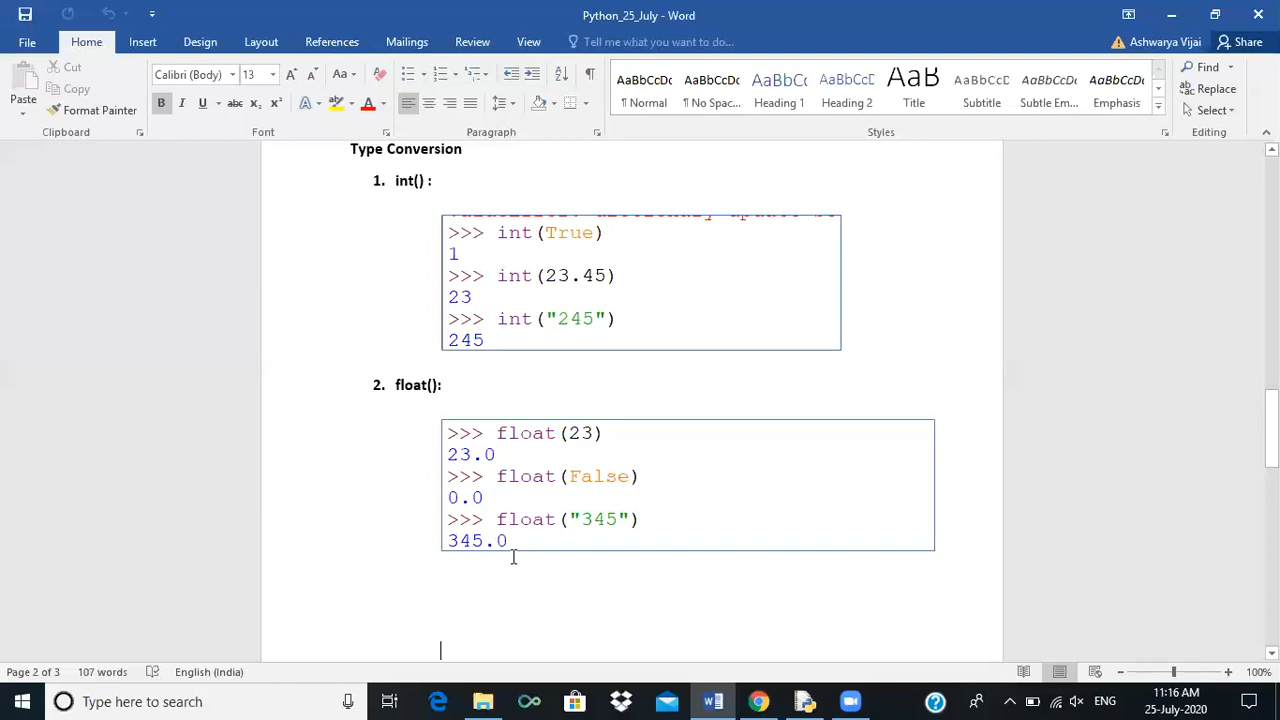 Python_25_July - Word
File Home Insert Design Layout References Mailings Review View Tell me what you want to do... Ashwarya Vijai Share
Paste Cut Copy Format Painter
Calibri (Body) 13
AaBbCcDc AaBbCcDc AaBbCc AaBbCcD AaB AaBbCcD AaBbCcDc AaBbCcDc
¶ Normal ¶ No Spac... Heading 1 Heading 2 Title Subtitle Subtle Em... Emphasis
Find
Replace
Select
Clipboard Font Paragraph Styles Editing
Type Conversion
1. int() :
>>> int(True)
1
>>> int(23.45)
23
>>> int("245")
245
2. float():
>>> float(23)
23.0
>>> float(False)
0.0
>>> float("345")
345.0
Page 2 of 3 107 words English (India) 100%
Type here to search
ENG
11:16 AM
25-July-2020